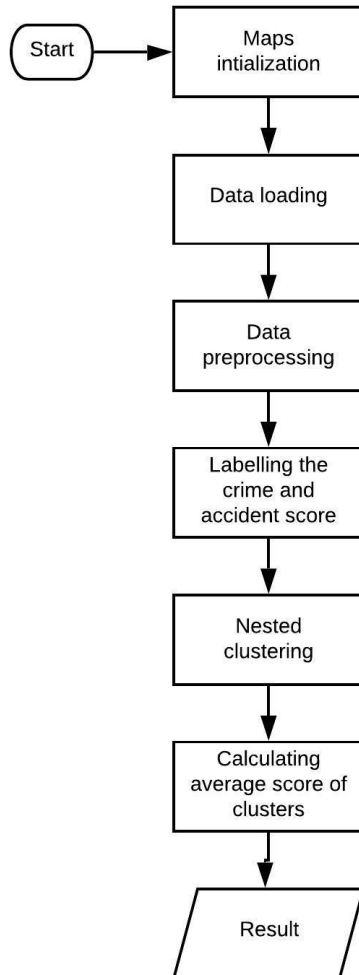 Start
Maps
intialization
Data loading
Data
preprocessing
Labelling the
crime and
accident score
Nested
clustering
Calculating
average score of
clusters
Result